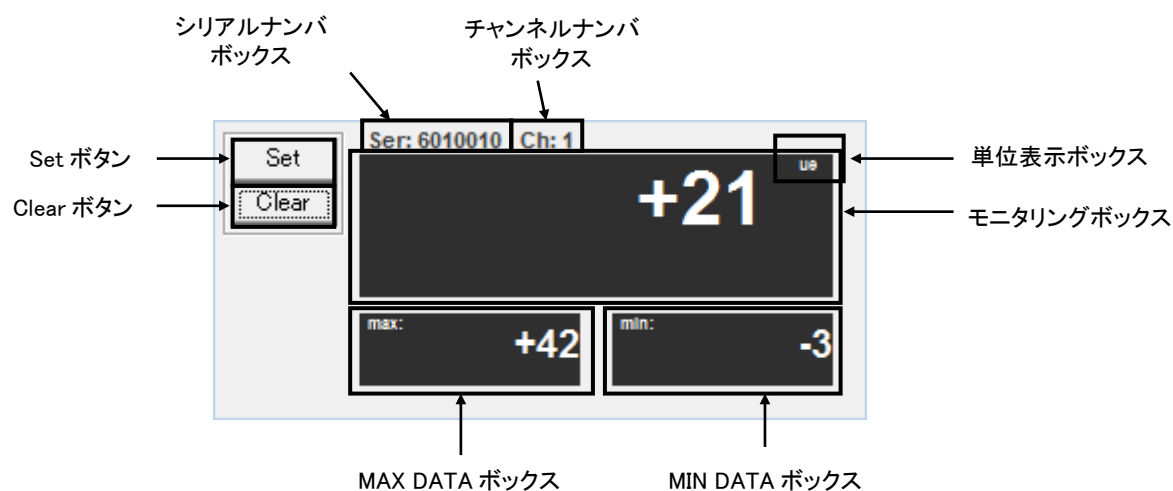 シリアルナンバ
ボックス
チャンネルナンバ
ボックス
Ser: 6010010 Ch: 1
Set ボタン
Set
ue
単位表示ボックス
+21
Clear ボタン
Clear
モニタリングボックス
max:
+42
min:
-3
MAX DATA ボックス
MIN DATA ボックス